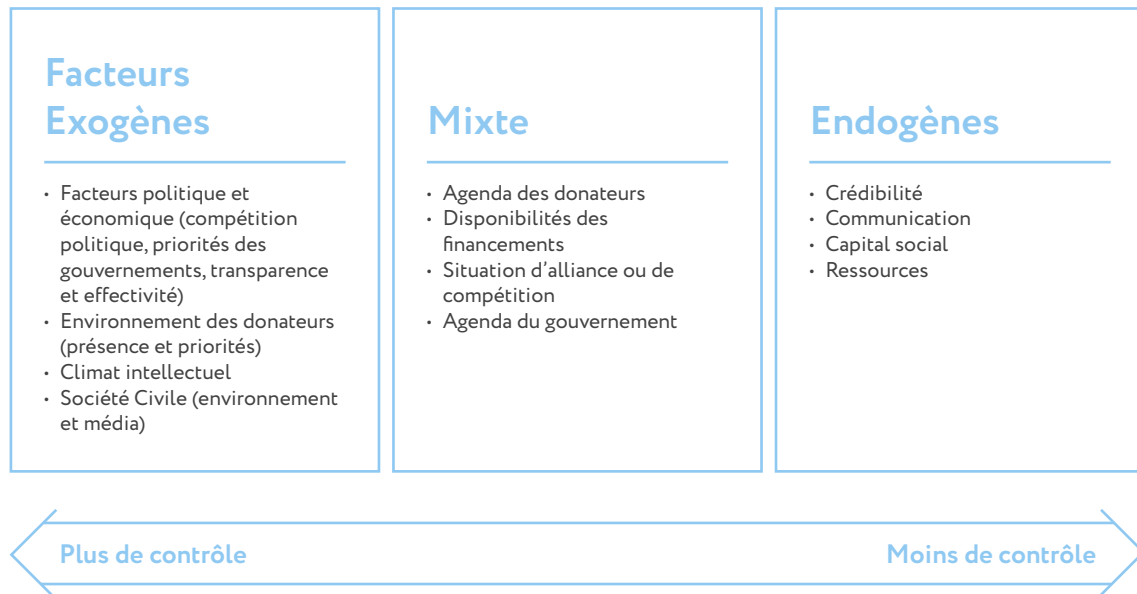 Facteurs
Exogènes
• Facteurs politique et
économique (compétition
politique, priorités des
gouvernements, transparence
et effectivité)
• Environnement des donateurs
(présence et priorités)
• Climat intellectuel
• Société Civile (environnement
et média)
Mixte
• Agenda des donateurs
• Disponibilités des
financements
• Situation d’alliance ou de
compétition
• Agenda du gouvernement
Endogènes
• Crédibilité
• Communication
• Capital social
• Ressources
Plus de contrôle
Moins de contrôle